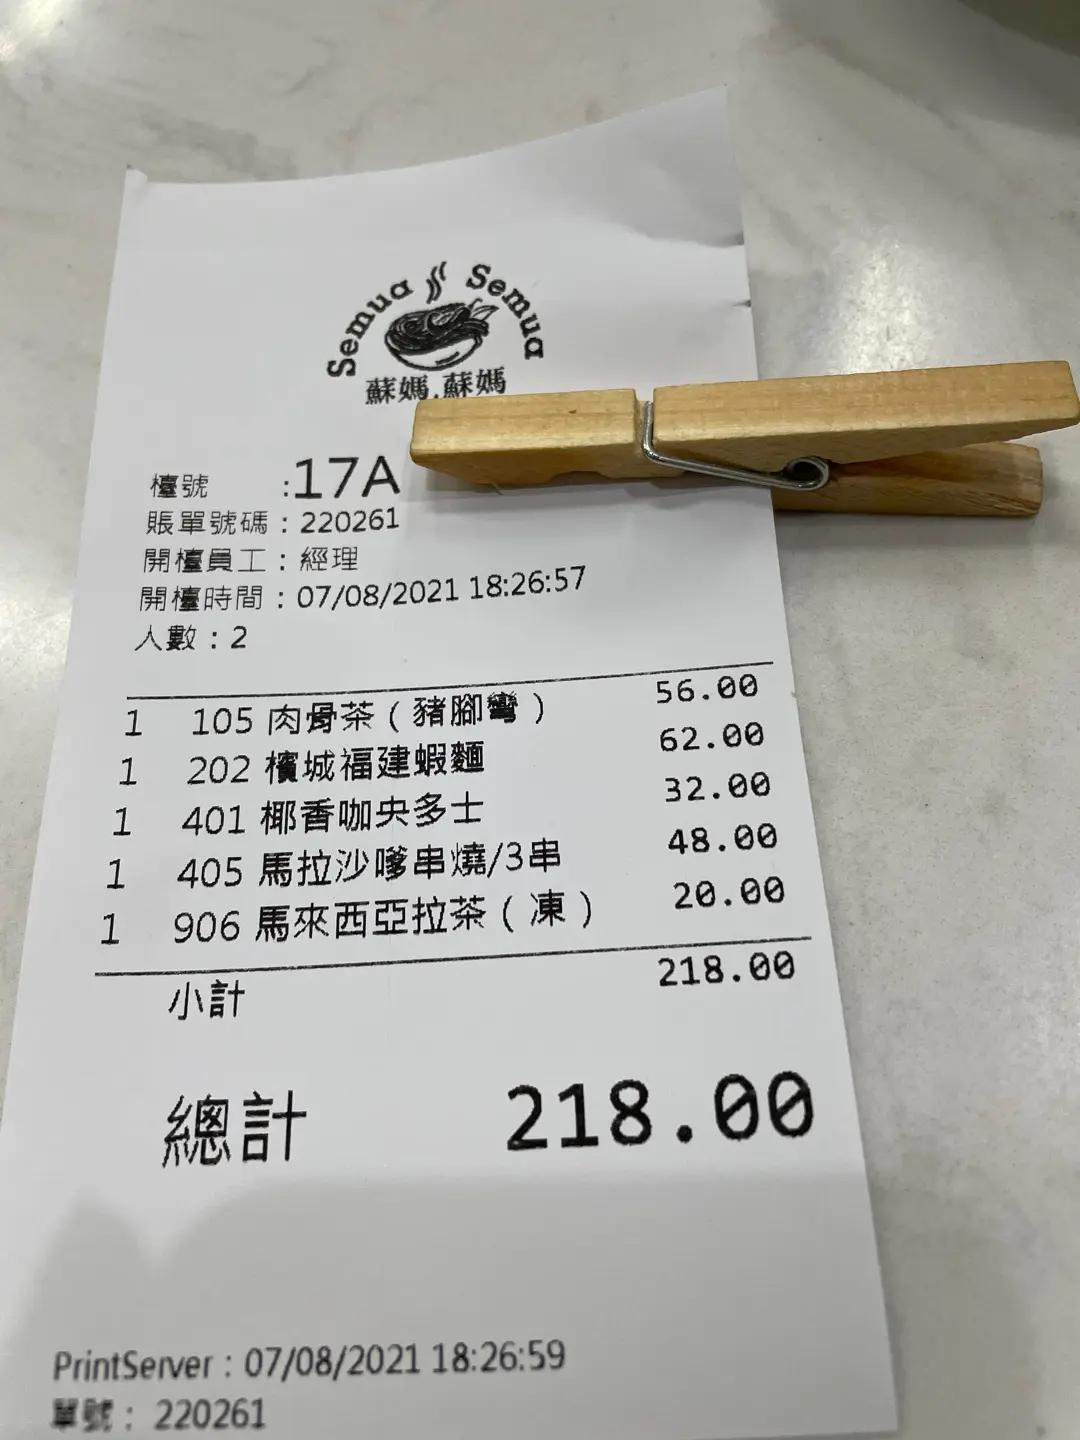 Semua Semua
蘇媽.蘇媽
檯號 :17A
賬單號碼：220261
開檯員工：經理
開檯時間：07/08/2021 18:26:57
人數：2
1 105 肉骨茶（豬腳彎） 56.00
1 202 檳城福建蝦麵 62.00
1 401 椰香咖央多士 32.00
1 405 馬拉沙嗲串燒/3串 48.00
1 906 馬來西亞拉茶（凍） 20.00
小計 218.00
總計 218.00
PrintServer：07/08/2021 18:26:59
單號：220261